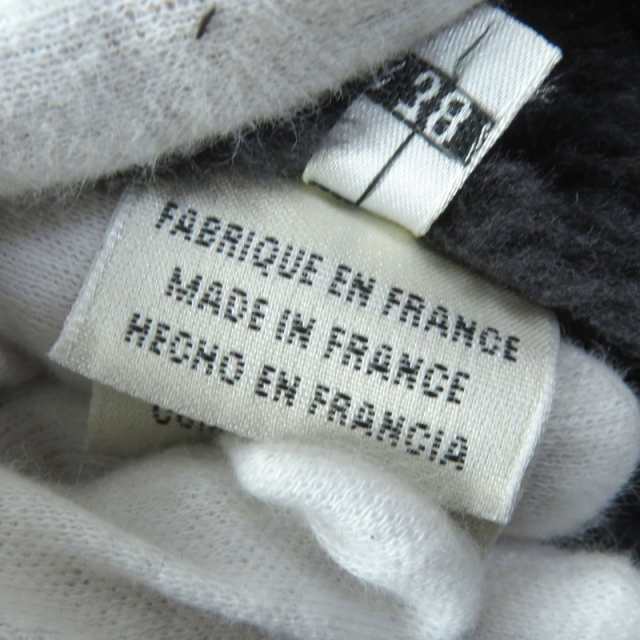 38
FABRIQUE EN FRANCE
MADE IN FRANCE
HECHO EN FRANCIA